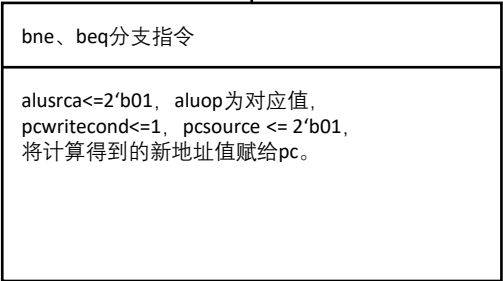 bne、beq分支指令
alusrca<=2‘b01，aluop为对应值，
pcwritecond<=1，pcsource <= 2‘b01，
将计算得到的新地址值赋给pc。